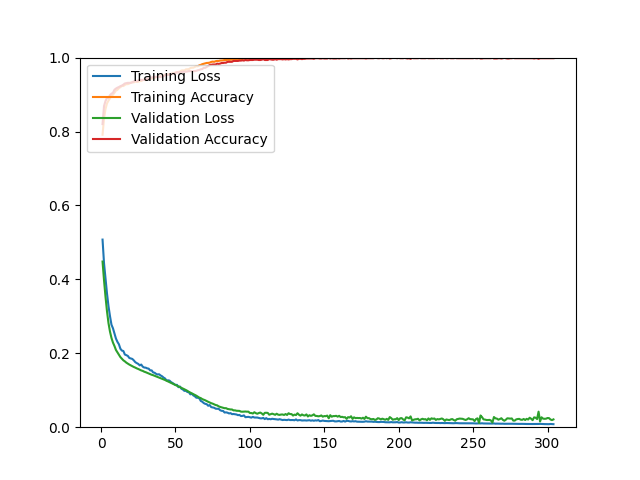 1.0
0.8
0.6
0.4
0.2
0.0
Training Loss
Training Accuracy
Validation Loss
Validation Accuracy
0 50 100 150 200 250 300